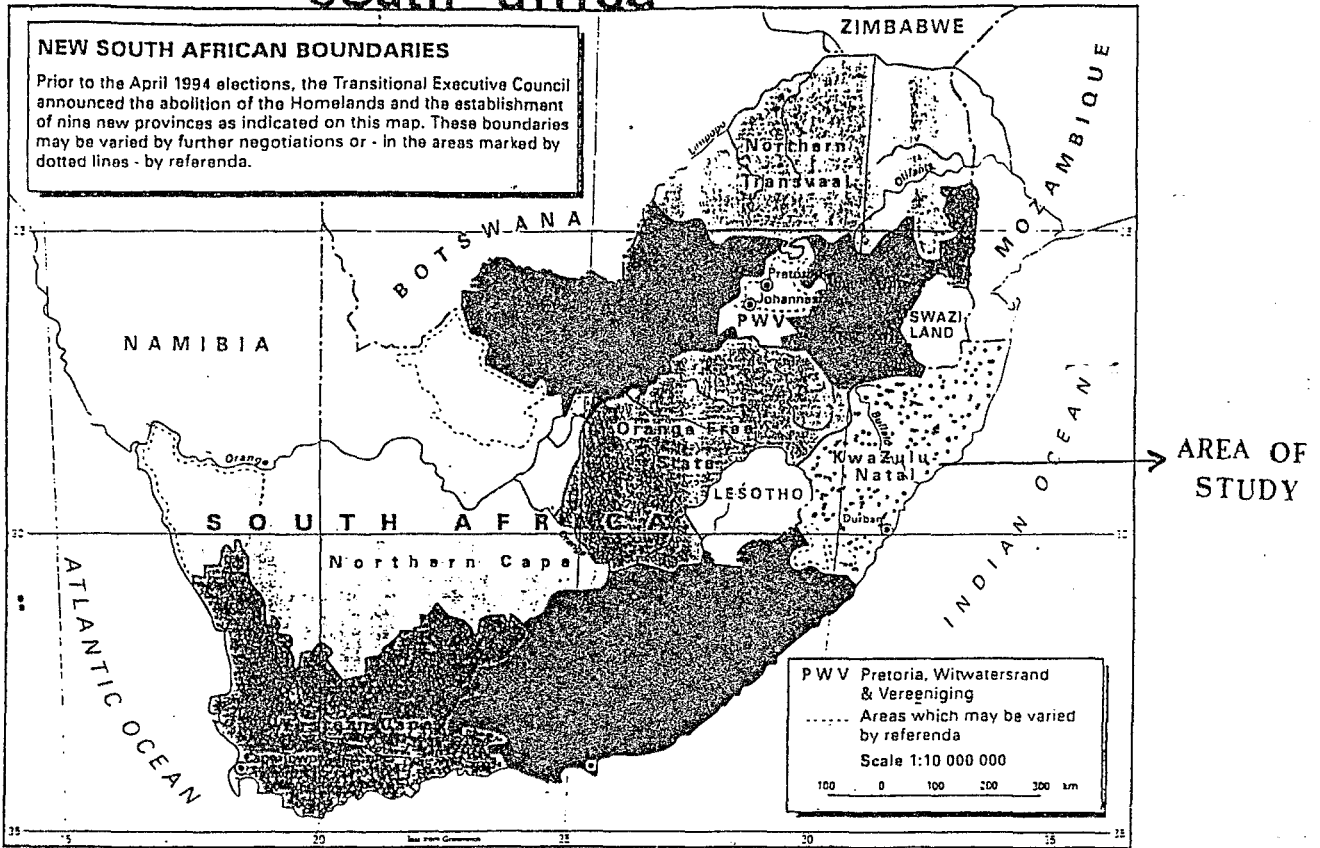 South africa
NEW SOUTH AFRICAN BOUNDARIES
Prior to the April 1994 elections, the Transitional Executive Council
announced the abolition of the Homelands and the establishment
of nine new provinces as indicated on this map. These boundaries
may be varied by further negotiations or - in the areas marked by
dotted lines - by referenda.
ZIMBABWE
MOZAMBIQUE
Limpopo
Northern
Transvaal
Olifants
BOTSWANA
Pretoria
Johannes
PWV
SWAZI-
LAND
NAMIBIA
Orange Free
State
Buffalo
KwaZulu
Natal
AREA OF
STUDY
Orange
LESOTHO
Durban
SOUTH AFRICA
Orange
Northern Cape
INDIAN OCEAN
ATLANTIC OCEAN
PWV Pretoria, Witwatersrand
& Vereeniging
Areas which may be varied
by referenda
Scale 1:10 000 000
100 0 100 200 300 km
20 25 30